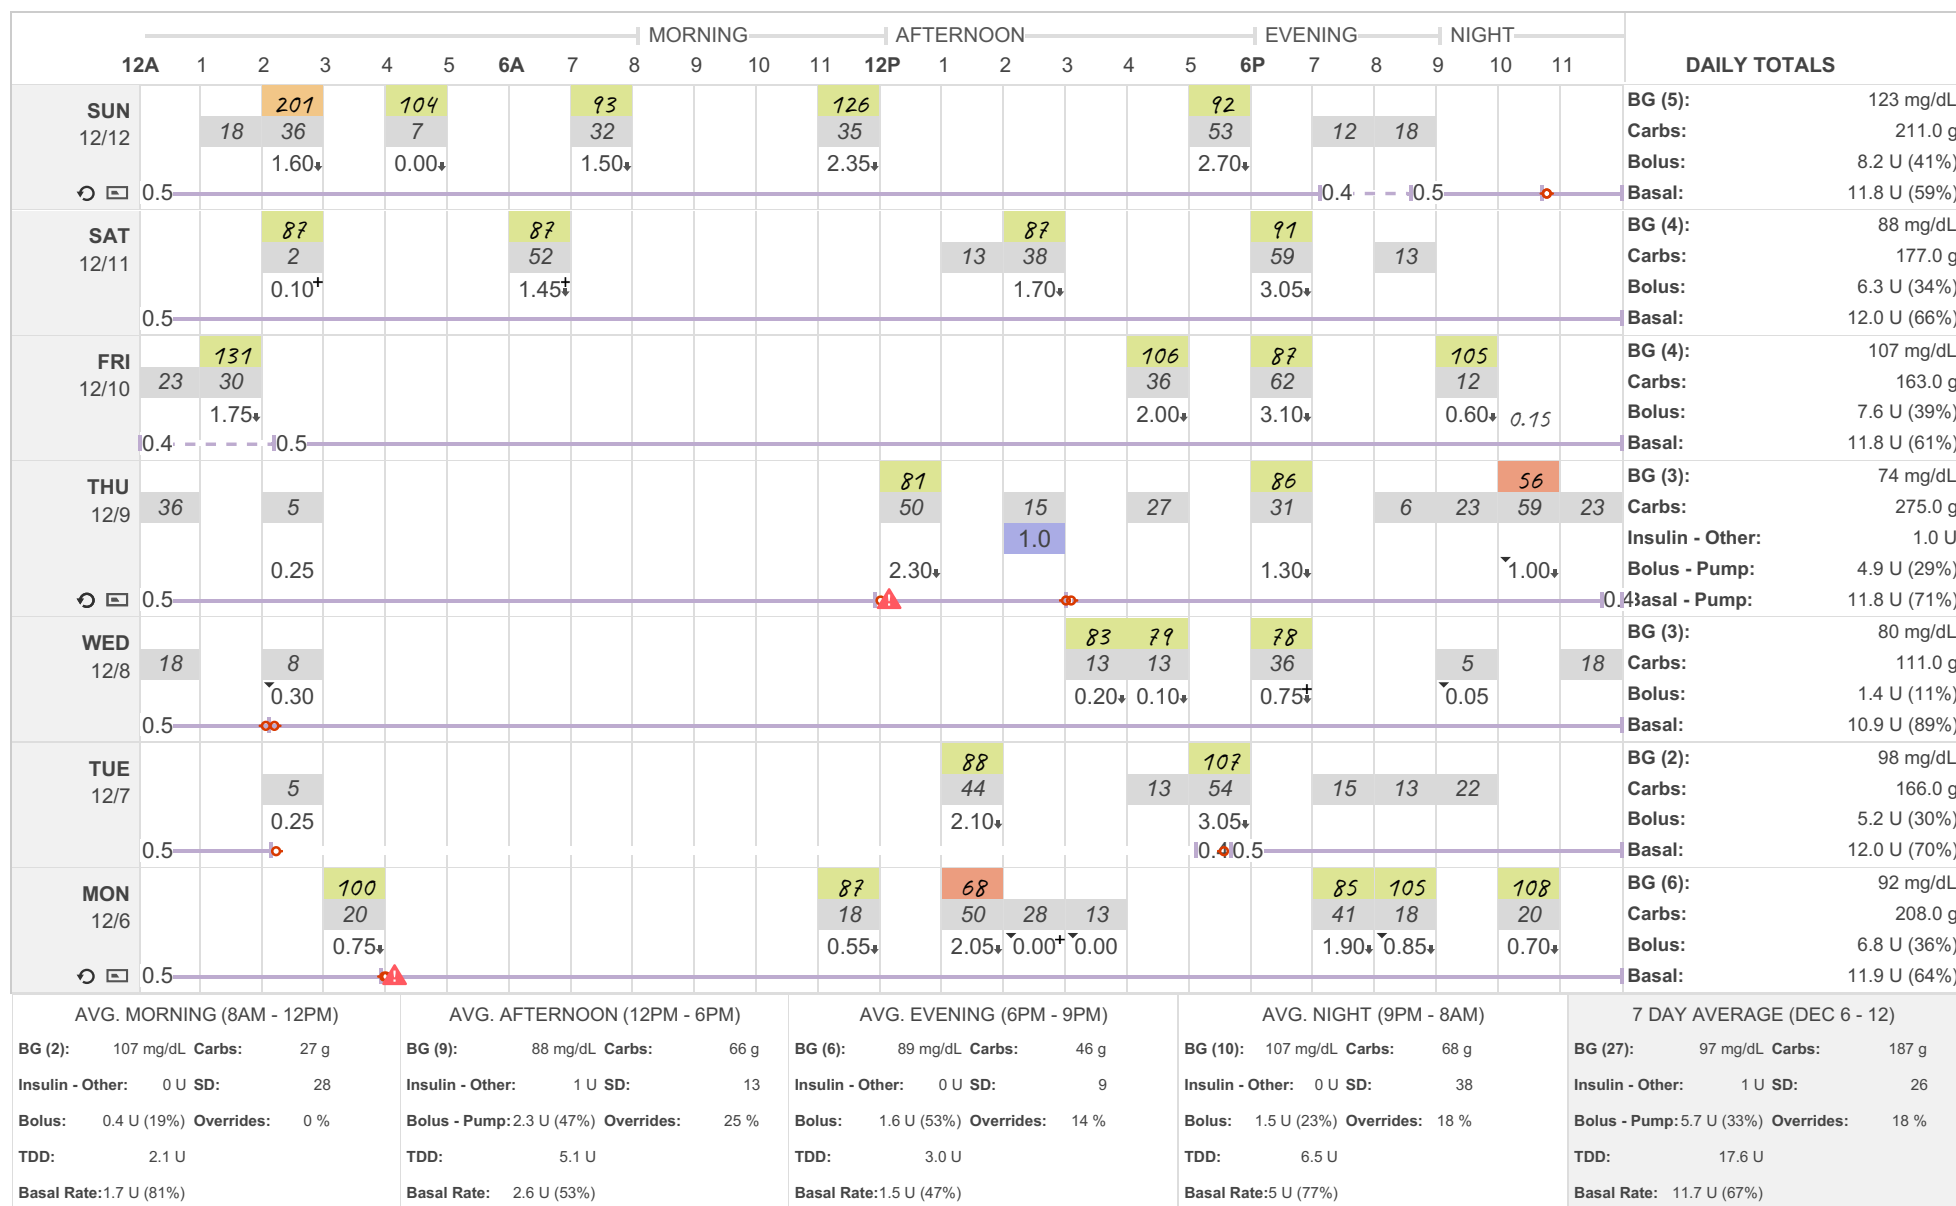 MORNING AFTERNOON EVENING NIGHT
12A 1 2 3 4 5 6A 7 8 9 10 11 12P 1 2 3 4 5 6P 7 8 9 10 11 DAILY TOTALS
SUN 201 104 93 126 92 BG (5): 123 mg/dL
12/12 18 36 7 32 35 53 12 18 Carbs: 211.0 g
1.60 0.00 1.50 2.35 2.70 Bolus: 8.2 U (41%)
0.5 0.4 0.5 Basal: 11.8 U (59%)
SAT 87 87 87 91 BG (4): 88 mg/dL
12/11 2 52 13 38 59 13 Carbs: 177.0 g
0.10+ 1.45+ 1.70 3.05 Bolus: 6.3 U (34%)
0.5 Basal: 12.0 U (66%)
FRI 131 106 87 105 BG (4): 107 mg/dL
12/10 23 30 36 62 12 Carbs: 163.0 g
1.75 2.00 3.10 0.60 0.15 Bolus: 7.6 U (39%)
0.4 0.5 Basal: 11.8 U (61%)
THU 81 86 56 BG (3): 74 mg/dL
12/9 36 5 50 15 27 31 6 23 59 23 Carbs: 275.0 g
1.0 Insulin - Other: 1.0 U
0.25 2.30 1.30 1.00 Bolus - Pump: 4.9 U (29%)
0.5 0.4 Basal - Pump: 11.8 U (71%)
WED 83 79 78 BG (3): 80 mg/dL
12/8 18 8 13 13 36 5 18 Carbs: 111.0 g
0.30 0.20 0.10 0.75+ 0.05 Bolus: 1.4 U (11%)
0.5 Basal: 10.9 U (89%)
TUE 88 107 BG (2): 98 mg/dL
12/7 5 44 13 54 15 13 22 Carbs: 166.0 g
0.25 2.10 3.05 Bolus: 5.2 U (30%)
0.5 0.4 0.5 Basal: 12.0 U (70%)
MON 100 87 68 85 105 108 BG (6): 92 mg/dL
12/6 20 18 50 28 13 41 18 20 Carbs: 208.0 g
0.75 0.55 2.05 0.00+ 0.00 1.90 0.85 0.70 Bolus: 6.8 U (36%)
0.5 Basal: 11.9 U (64%)
AVG. MORNING (8AM - 12PM)
BG (2): 107 mg/dL Carbs: 27 g
Insulin - Other: 0 U SD: 28
Bolus: 0.4 U (19%) Overrides: 0 %
TDD: 2.1 U
Basal Rate: 1.7 U (81%)
AVG. AFTERNOON (12PM - 6PM)
BG (9): 88 mg/dL Carbs: 66 g
Insulin - Other: 1 U SD: 13
Bolus - Pump: 2.3 U (47%) Overrides: 25 %
TDD: 5.1 U
Basal Rate: 2.6 U (53%)
AVG. EVENING (6PM - 9PM)
BG (6): 89 mg/dL Carbs: 46 g
Insulin - Other: 0 U SD: 9
Bolus: 1.6 U (53%) Overrides: 14 %
TDD: 3.0 U
Basal Rate: 1.5 U (47%)
AVG. NIGHT (9PM - 8AM)
BG (10): 107 mg/dL Carbs: 68 g
Insulin - Other: 0 U SD: 38
Bolus: 1.5 U (23%) Overrides: 18 %
TDD: 6.5 U
Basal Rate: 5 U (77%)
7 DAY AVERAGE (DEC 6 - 12)
BG (27): 97 mg/dL Carbs: 187 g
Insulin - Other: 1 U SD: 26
Bolus - Pump: 5.7 U (33%) Overrides: 18 %
TDD: 17.6 U
Basal Rate: 11.7 U (67%)